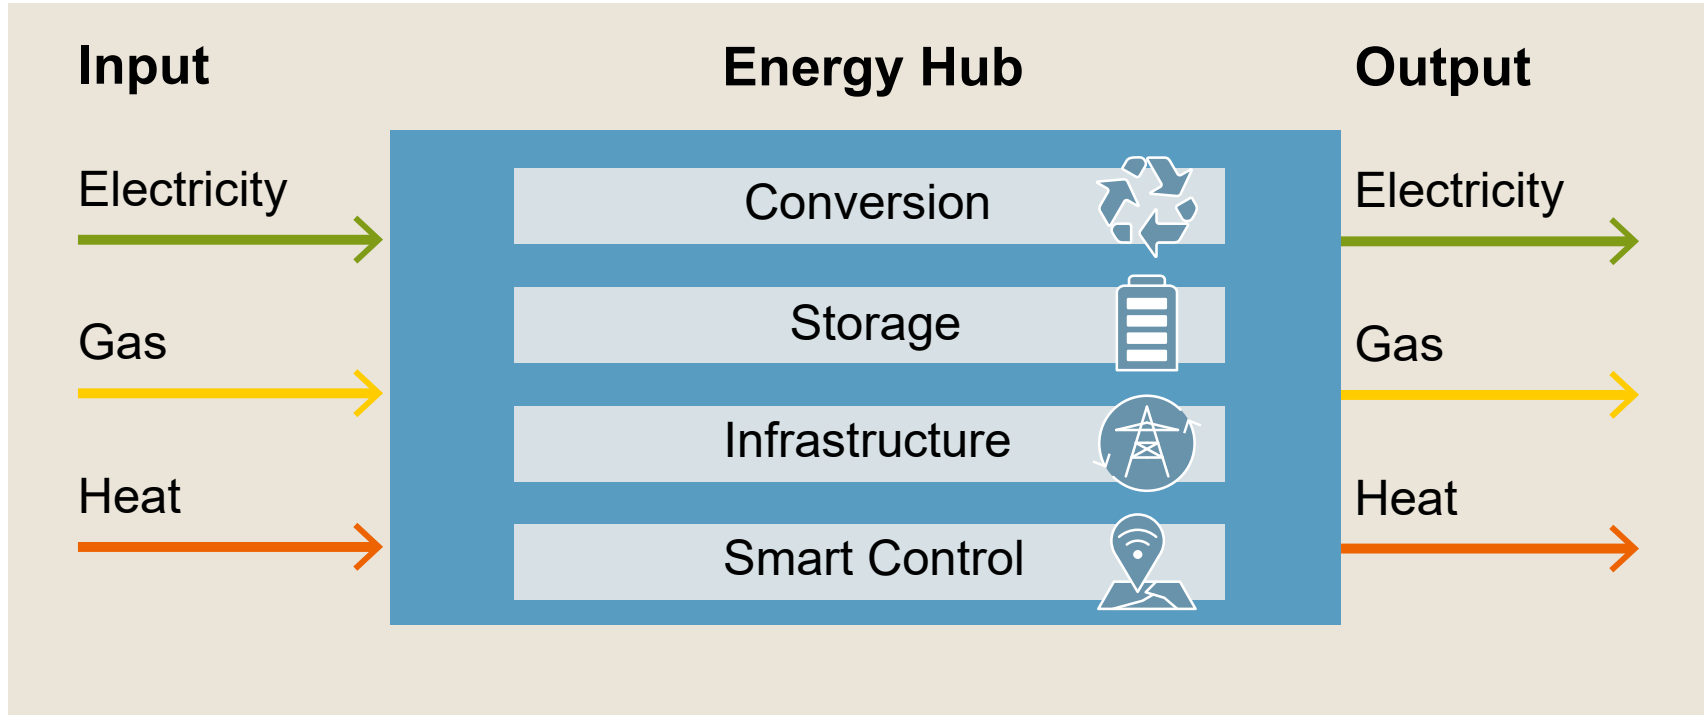 Input
Energy Hub
Output
Electricity
Gas
Heat
Conversion
Storage
Infrastructure
Smart Control
Electricity
Gas
Heat